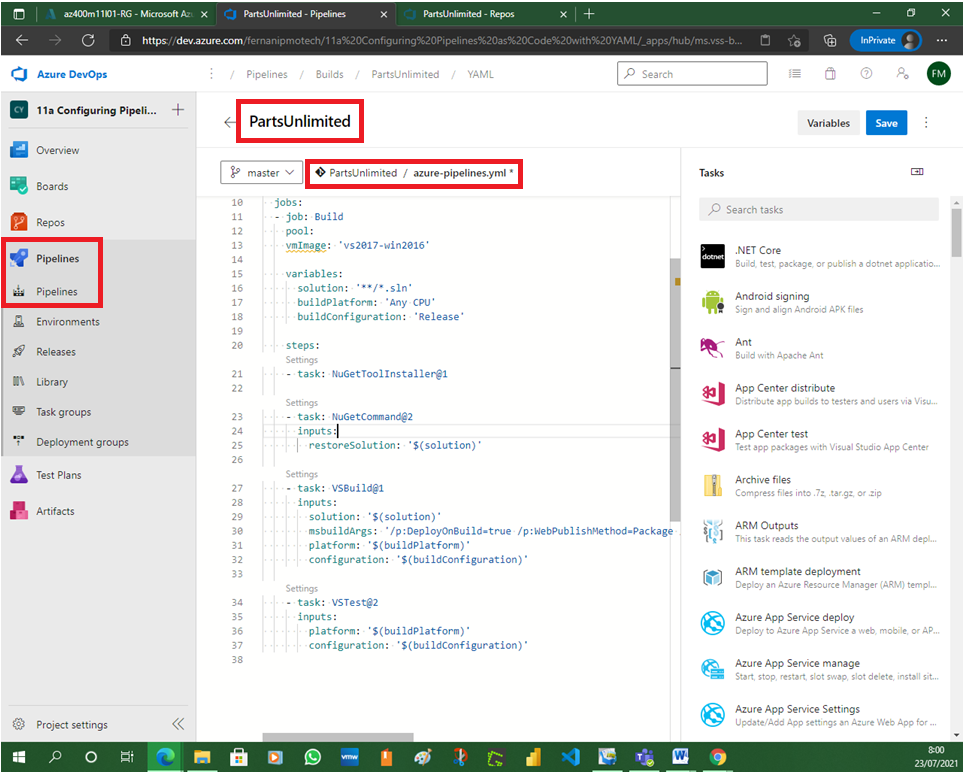 az400m11l01-RG - Microsoft Az
PartsUnlimited - Pipelines
PartsUnlimited - Repos
https://dev.azure.com/fernanipmotech/11a%20Configuring%20Pipelines%20as%20Code%20with%20YAML/_apps/hub/ms.vss-b...
InPrivate
Azure DevOps
/ Pipelines / Builds / PartsUnlimited / YAML
Search
FM
CY
11a Configuring Pipeli...
Overview
Boards
Repos
Pipelines
Pipelines
Environments
Releases
Library
Task groups
Deployment groups
Test Plans
Artifacts
Project settings
PartsUnlimited
Variables
Save
master
PartsUnlimited / azure-pipelines.yml *
10 jobs:
11 - job: Build
12 pool:
13 vmImage: 'vs2017-win2016'
14
15 variables:
16 solution: '**/*.sln'
17 buildPlatform: 'Any CPU'
18 buildConfiguration: 'Release'
19
20 steps:
Settings
21 - task: NuGetToolInstaller@1
22
Settings
23 - task: NuGetCommand@2
24 inputs:
25 restoreSolution: '$(solution)'
26
Settings
27 - task: VSBuild@1
28 inputs:
29 solution: '$(solution)'
30 msbuildArgs: '/p:DeployOnBuild=true /p:WebPublishMethod=Package
31 platform: '$(buildPlatform)'
32 configuration: '$(buildConfiguration)'
33
Settings
34 - task: VSTest@2
35 inputs:
36 platform: '$(buildPlatform)'
37 configuration: '$(buildConfiguration)'
38
Tasks
Search tasks
dotnet
.NET Core
Build, test, package, or publish a dotnet applicatio...
Android signing
Sign and align Android APK files
Ant
Build with Apache Ant
App Center distribute
Distribute app builds to testers and users via Visu...
App Center test
Test app packages with Visual Studio App Center
Archive files
Compress files into .7z, .tar.gz, or .zip
ARM Outputs
This task reads the output values of an ARM depl...
ARM template deployment
Deploy an Azure Resource Manager (ARM) templ...
Azure App Service deploy
Deploy to Azure App Service a web, mobile, or AP...
Azure App Service manage
Start, stop, restart, slot swap, slot delete, install sit...
Azure App Service Settings
Update/Add App settings an Azure Web App for ...
vmw
8:00
23/07/2021